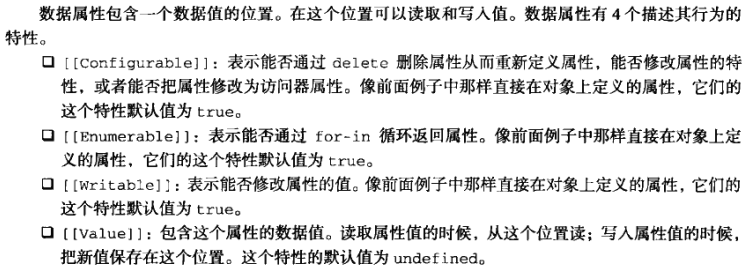 数据属性包含一个数据值的位置。在这个位置可以读取和写入值。数据属性有 4 个描述其行为的
特性。
❑ [[Configurable]]：表示能否通过 delete 删除属性从而重新定义属性，能否修改属性的特
性，或者能否把属性修改为访问器属性。像前面例子中那样直接在对象上定义的属性，它们的
这个特性默认值为 true。
❑ [[Enumerable]]：表示能否通过 for-in 循环返回属性。像前面例子中那样直接在对象上定
义的属性，它们的这个特性默认值为 true。
❑ [[Writable]]：表示能否修改属性的值。像前面例子中那样直接在对象上定义的属性，它们的
这个特性默认值为 true。
❑ [[Value]]：包含这个属性的数据值。读取属性值的时候，从这个位置读；写入属性值的时候，
把新值保存在这个位置。这个特性的默认值为 undefined。